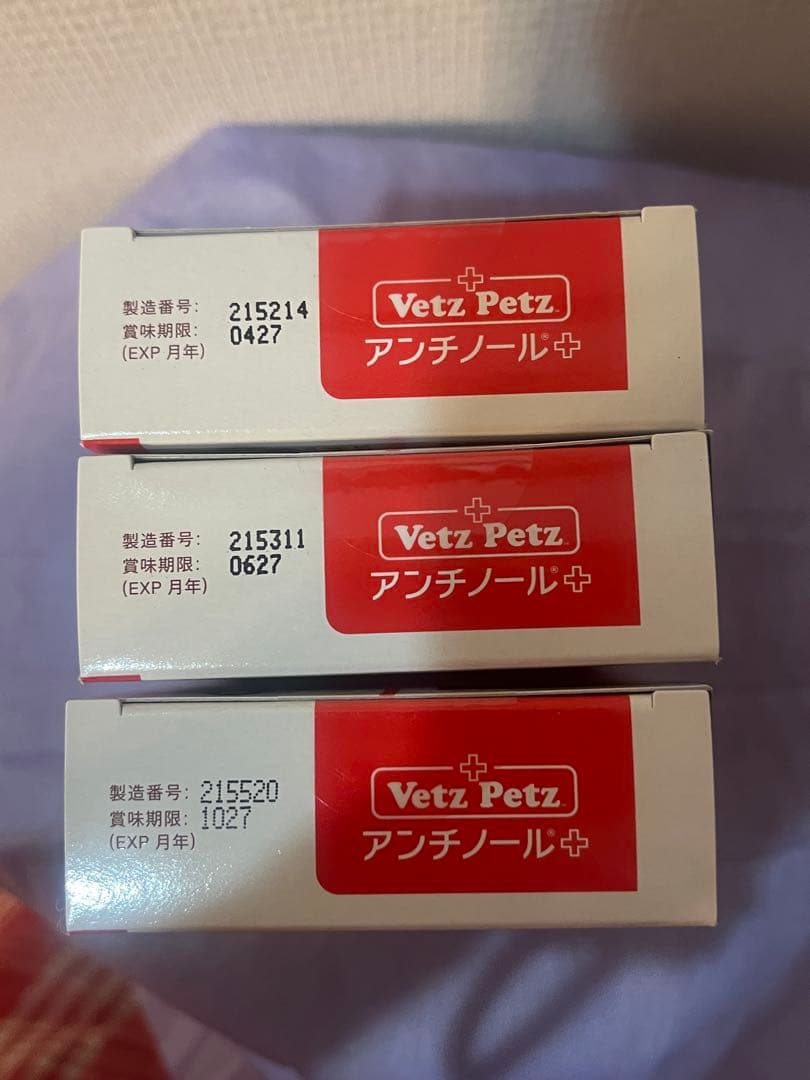 製造番号: 215214
賞味期限: 0427
(EXP 月年)
Vetz Petz™
アンチノール®+
製造番号: 215311
賞味期限: 0627
(EXP 月年)
Vetz Petz™
アンチノール®+
製造番号: 215520
賞味期限: 1027
(EXP 月年)
Vetz Petz™
アンチノール®+